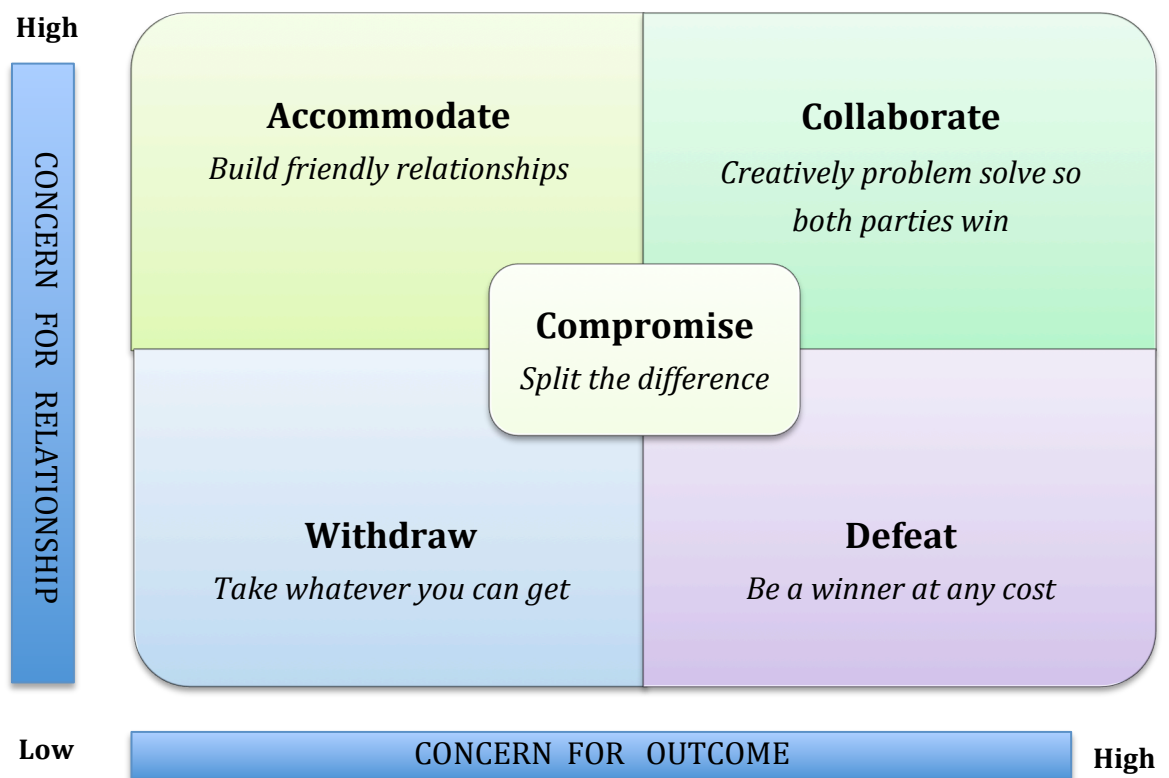 High
CONCERN FOR RELATIONSHIP
Accommodate
Build friendly relationships
Collaborate
Creatively problem solve so
both parties win
Compromise
Split the difference
Withdraw
Take whatever you can get
Defeat
Be a winner at any cost
Low
CONCERN FOR OUTCOME
High